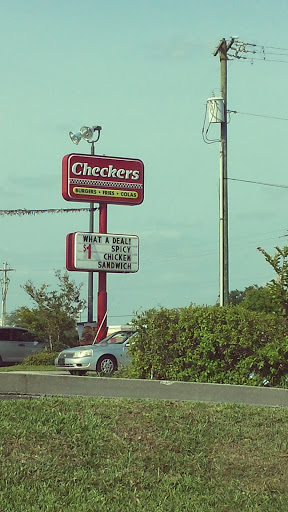 Checkers
BURGERS • FRIES • COLAS
WHAT A DEAL!
$1 SPICY
CHICKEN
SANDWICH